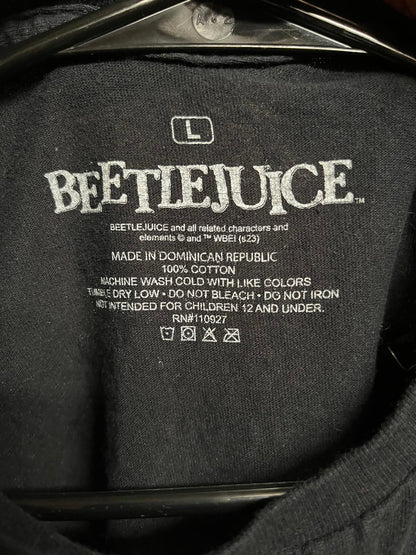 L
BEETLEJUICE™
BEETLEJUICE and all related characters and
elements © and ™ WBEI (s23)
MADE IN DOMINICAN REPUBLIC
100% COTTON
MACHINE WASH COLD WITH LIKE COLORS
TUMBLE DRY LOW • DO NOT BLEACH • DO NOT IRON
NOT INTENDED FOR CHILDREN 12 AND UNDER.
RN#110927